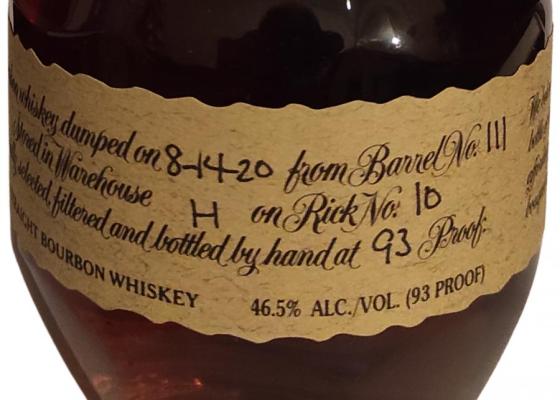 whiskey dumped on 8-14-20 from Barrel No. 111
Stored in Warehouse H on Rick No: 10
selected, filtered and bottled by hand at 93 Proof.
STRAIGHT BOURBON WHISKEY 46.5% ALC./VOL. (93 PROOF)